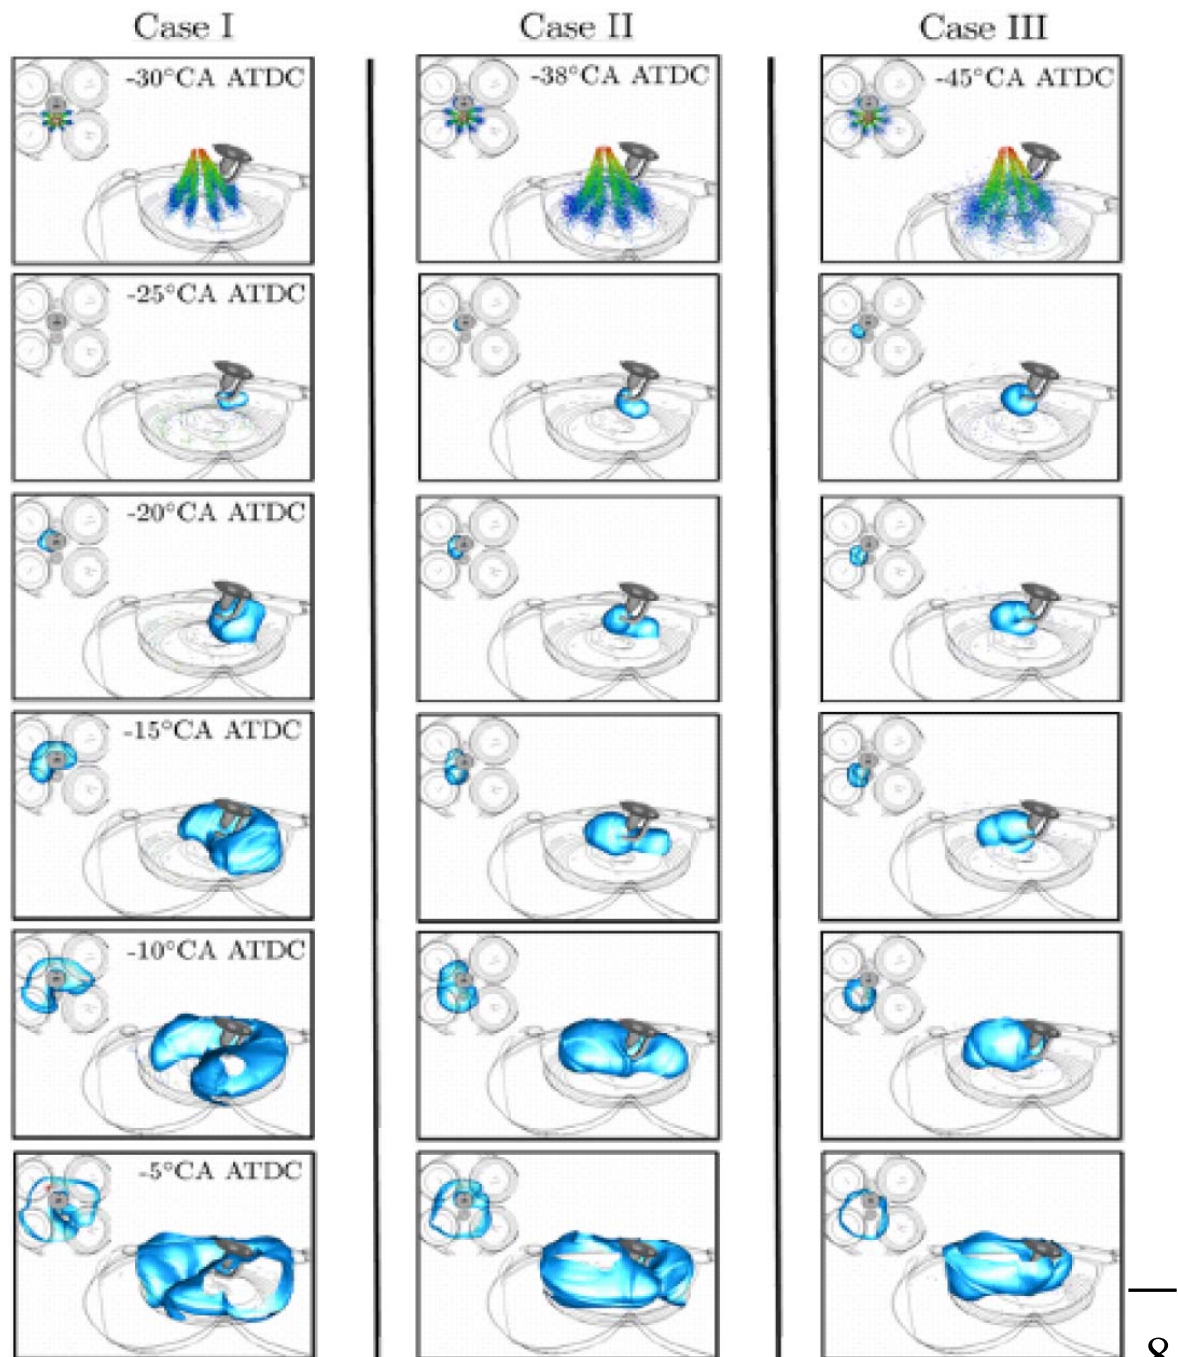 Case I Case II Case III
-30°CA ATDC -38°CA ATDC -45°CA ATDC
-25°CA ATDC
-20°CA ATDC
-15°CA ATDC
-10°CA ATDC
-5°CA ATDC
8